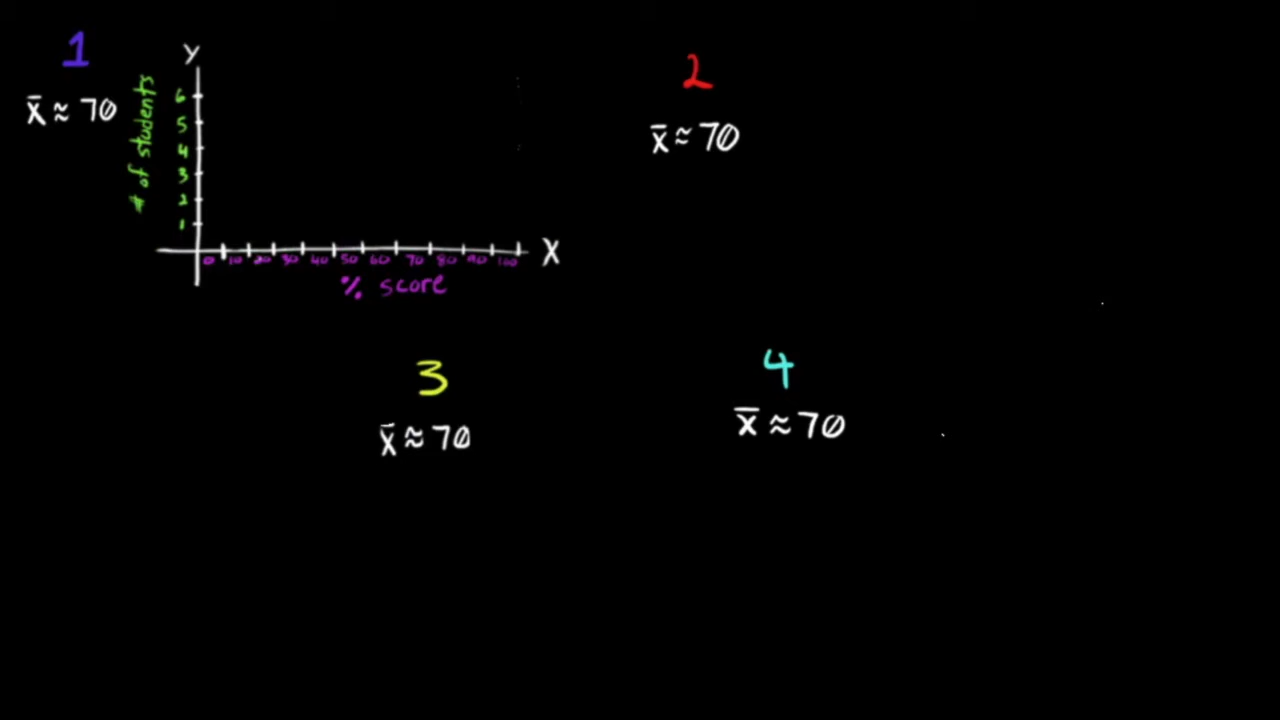 1
x̄ ≈ 70
Y
# of students
6
5
4
3
2
1
0 10 20 30 40 50 60 70 80 90 100
X
% score
2
x̄ ≈ 70
3
x̄ ≈ 70
4
x̄ ≈ 70